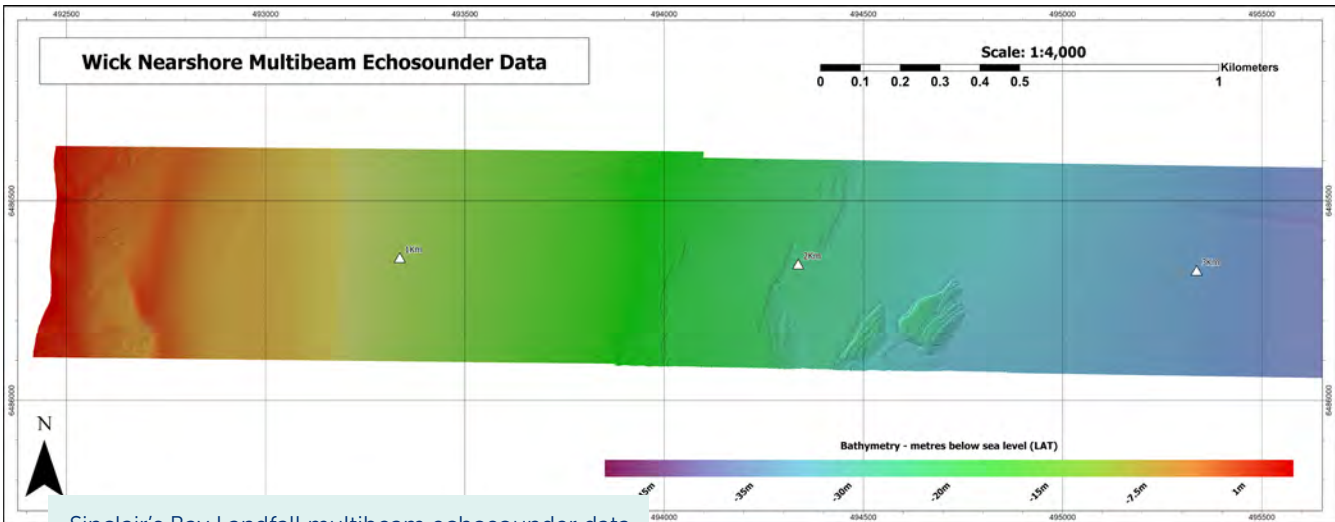 492500 493000 493500 494000 494500 495000 495500
Wick Nearshore Multibeam Echosounder Data
Scale: 1:4,000
Kilometers
0 0.1 0.2 0.3 0.4 0.5 1
6486500 6486500
1Km
2Km
3Km
6486000 6486000
N
Bathymetry - metres below sea level (LAT)
-35m -30m -20m -15m -7.5m 1m
Sinclair's Bay Landfall multibeam echosounder data
494000 494500 495000 495500